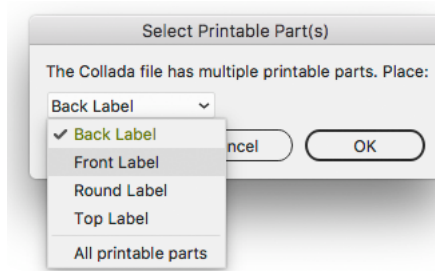 Select Printable Part(s)
The Collada file has multiple printable parts. Place:
Back Label
Back Label
Front Label
OK
Round Label
Top Label
All printable parts